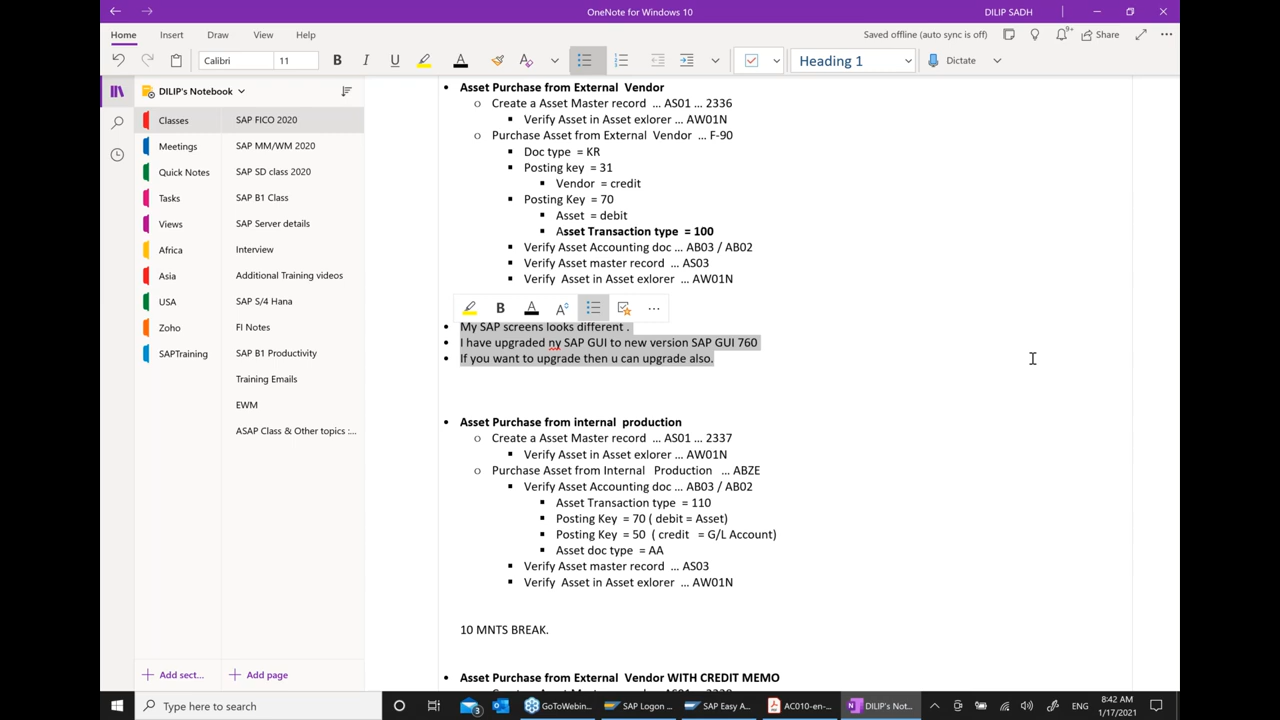 OneNote for Windows 10
DILIP SADH
Home Insert Draw View Help
Saved offline (auto sync is off)
9+
Share
Calibri 11
B I U A
Heading 1
Dictate
DILIP's Notebook
Classes
Meetings
Quick Notes
Tasks
Views
Africa
Asia
USA
Zoho
SAPTraining
SAP FICO 2020
SAP MM/WM 2020
SAP SD class 2020
SAP B1 Class
SAP Server details
Interview
Additional Training videos
SAP S/4 Hana
FI Notes
SAP B1 Productivity
Training Emails
EWM
ASAP Class & Other topics :...
+ Add sect...
+ Add page
Asset Purchase from External Vendor
o Create a Asset Master record ... AS01 ... 2336
Verify Asset in Asset exlorer ... AW01N
o Purchase Asset from External Vendor ... F-90
Doc type = KR
Posting key = 31
Vendor = credit
Posting Key = 70
Asset = debit
Asset Transaction type = 100
Verify Asset Accounting doc ... AB03 / AB02
Verify Asset master record ... AS03
Verify Asset in Asset exlorer ... AW01N
B A A ...
My SAP screens looks different .
I have upgraded ny SAP GUI to new version SAP GUI 760
If you want to upgrade then u can upgrade also.
Asset Purchase from internal production
o Create a Asset Master record ... AS01 ... 2337
Verify Asset in Asset exlorer ... AW01N
o Purchase Asset from Internal Production ... ABZE
Verify Asset Accounting doc ... AB03 / AB02
Asset Transaction type = 110
Posting Key = 70 ( debit = Asset)
Posting Key = 50 ( credit = G/L Account)
Asset doc type = AA
Verify Asset master record ... AS03
Verify Asset in Asset exlorer ... AW01N
10 MNTS BREAK.
Asset Purchase from External Vendor WITH CREDIT MEMO
Type here to search
3
GoToWebin...
SAP Logon ...
SAP Easy A...
AC010-en-...
DILIP's Not...
ENG
8:42 AM
1/17/2021